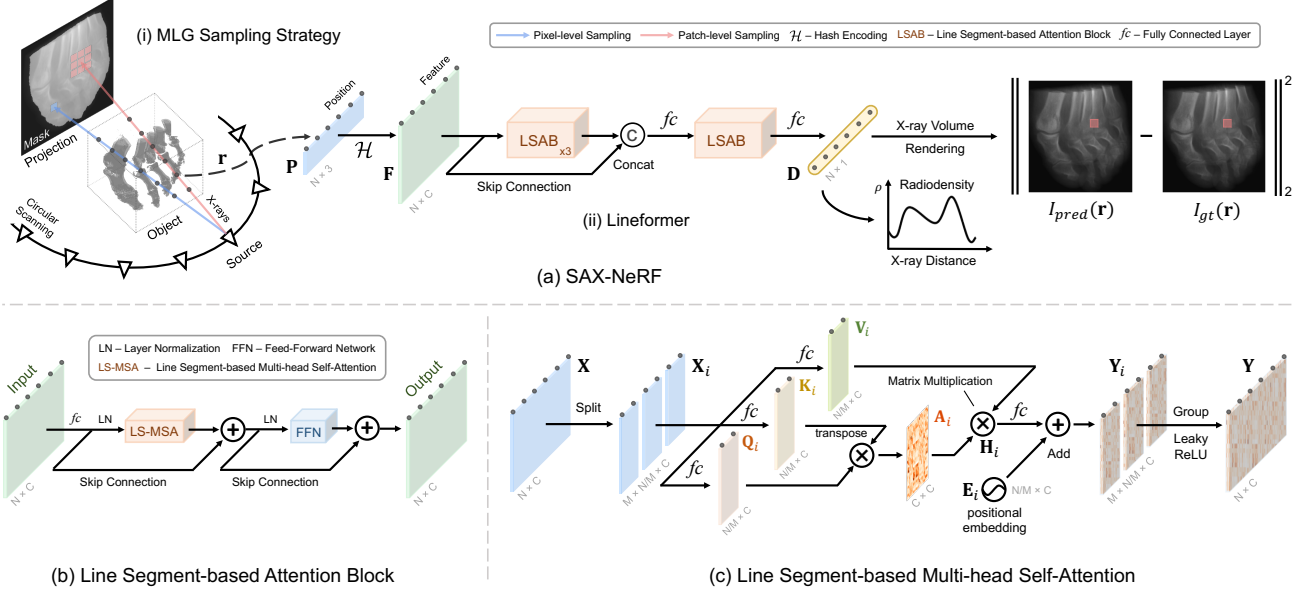 (i) MLG Sampling Strategy
Pixel-level Sampling Patch-level Sampling ℋ – Hash Encoding LSAB – Line Segment-based Attention Block fc – Fully Connected Layer
Mask
Projection
Circular
Scanning
Object
X-rays
Source
r
Position
P
N × 3
ℋ
Feature
F
N × C
LSAB
x3
C
Concat
Skip Connection
fc
LSAB
fc
D
N × 1
X-ray Volume
Rendering
ρ
Radiodensity
X-ray Distance
I_pred(r)
−
I_gt(r)
2
2
(ii) Lineformer
(a) SAX-NeRF
LN – Layer Normalization FFN – Feed-Forward Network
LS-MSA – Line Segment-based Multi-head Self-Attention
Input
N × C
fc
LN
LS-MSA
+
LN
FFN
+
Output
N × C
Skip Connection
Skip Connection
(b) Line Segment-based Attention Block
X
N × C
Split
X_i
M × N/M × C
fc
V_i
N/M × C
fc
K_i
N/M × C
fc
Q_i
N/M × C
transpose
×
A_i
C × C
Matrix Multiplication
×
H_i
fc
+
Add
E_i
N/M × C
positional
embedding
Y_i
M × N/M × C
Group
Leaky
ReLU
Y
N × C
(c) Line Segment-based Multi-head Self-Attention